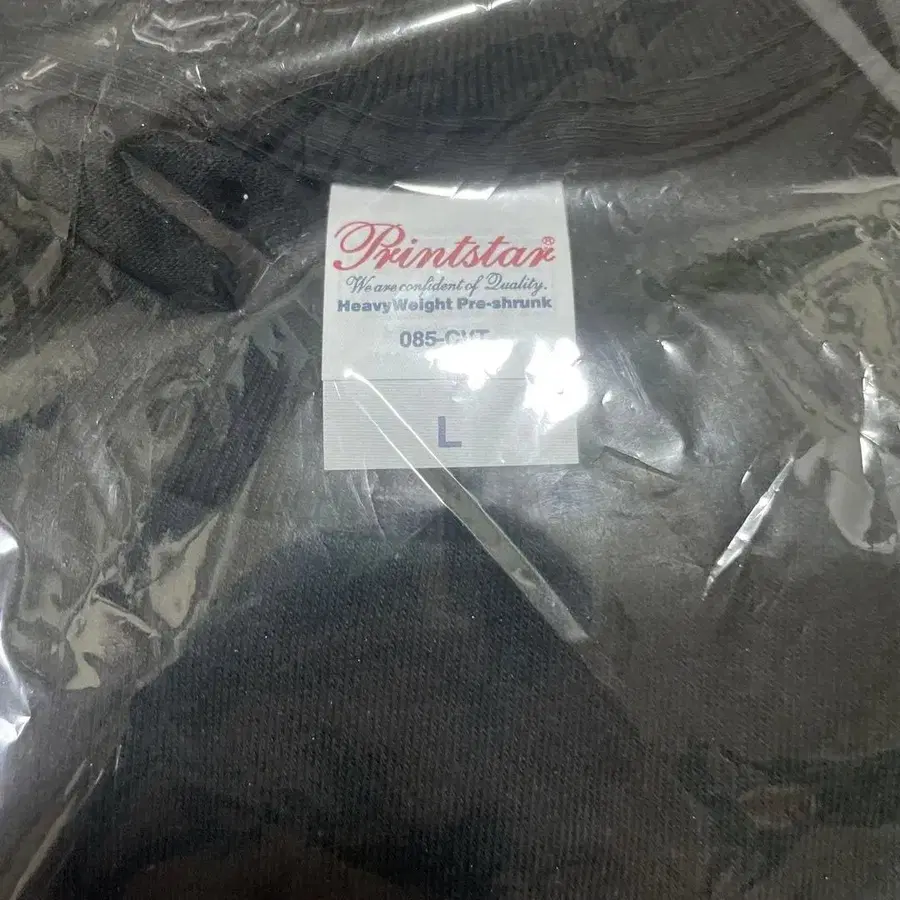 Printstar®
We are confident of Quality.
HeavyWeight Pre-shrunk
085-CVT
L